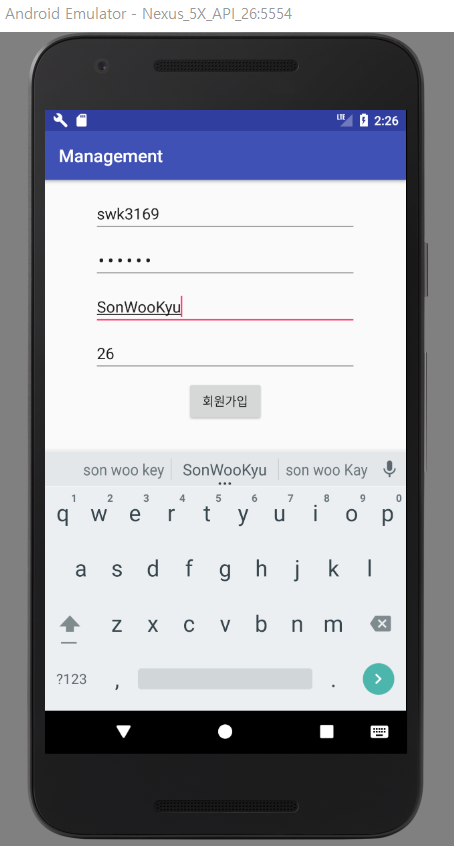 Android Emulator - Nexus_5X_API_26:5554
LTE 2:26
Management
swk3169
••••••
SonWooKyu
26
회원가입
son woo key SonWooKyu son woo Kay
1 2 3 4 5 6 7 8 9 0
q w e r t y u i o p
a s d f g h j k l
z x c v b n m
?123 , .